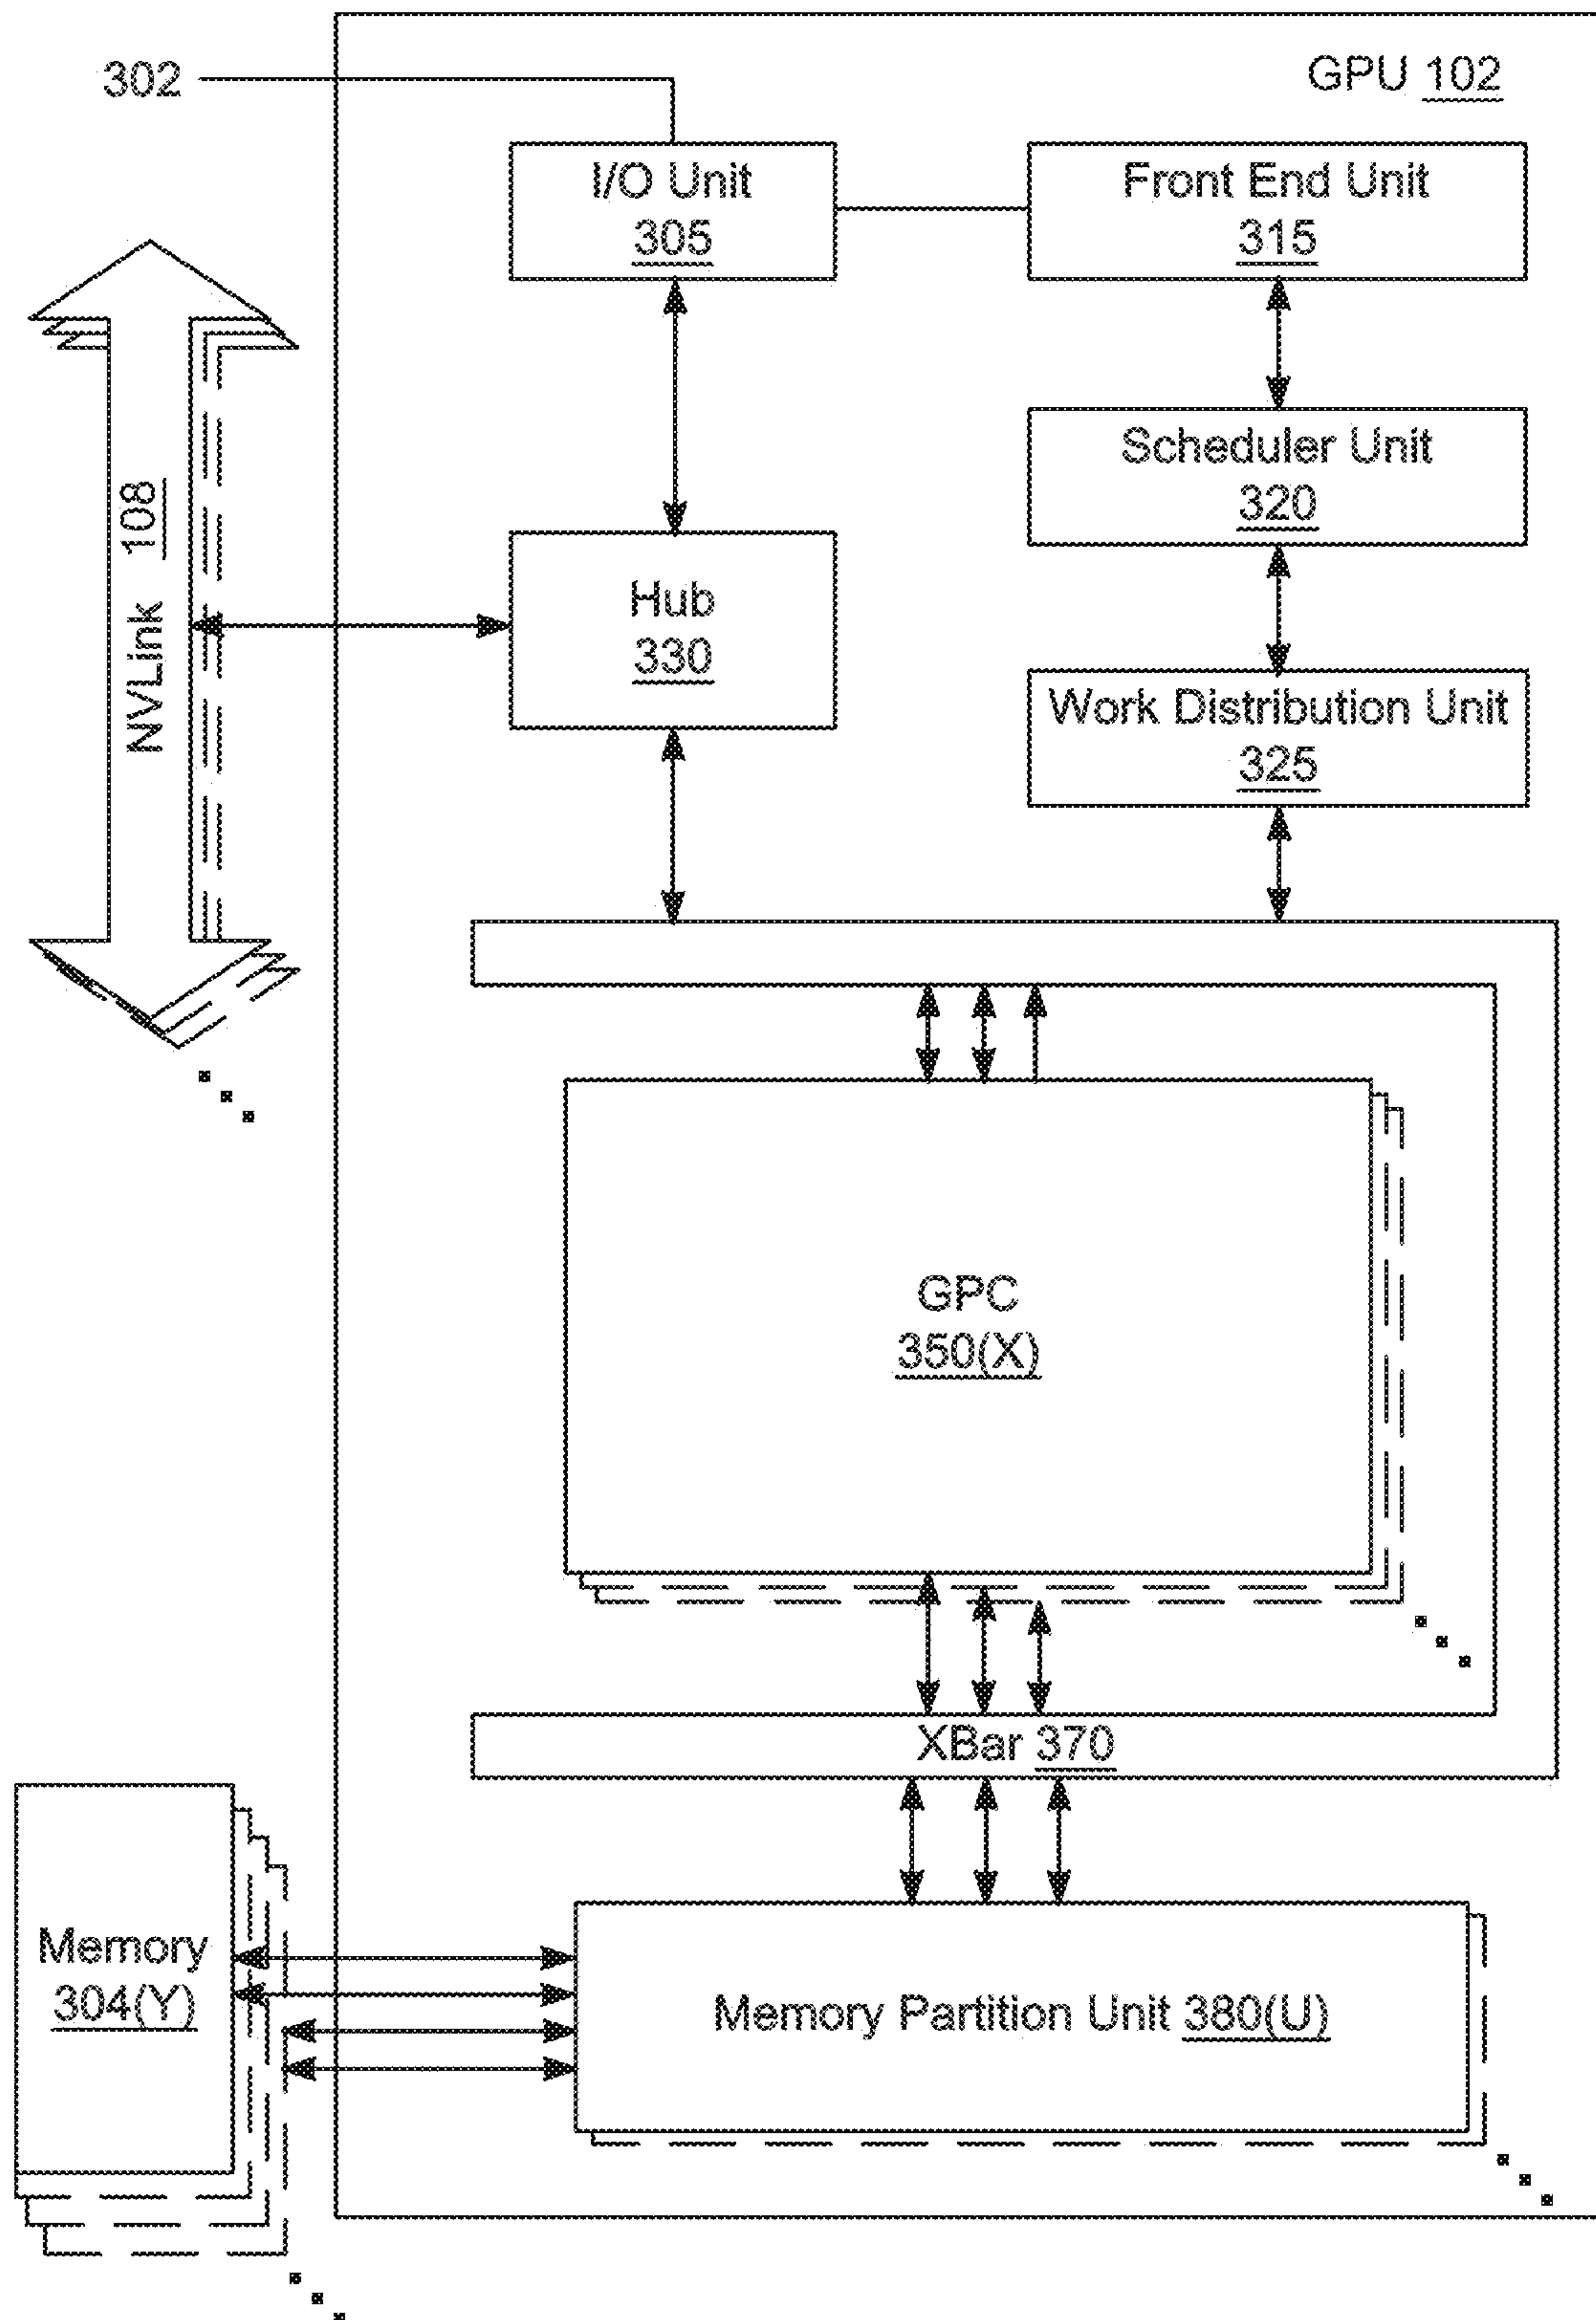 302
GPU 102
I/O Unit
305
Front End Unit
315
Scheduler Unit
320
NVLink 108
Hub
330
Work Distribution Unit
325
GPC
350(X)
XBar 370
Memory
304(Y)
Memory Partition Unit 380(U)